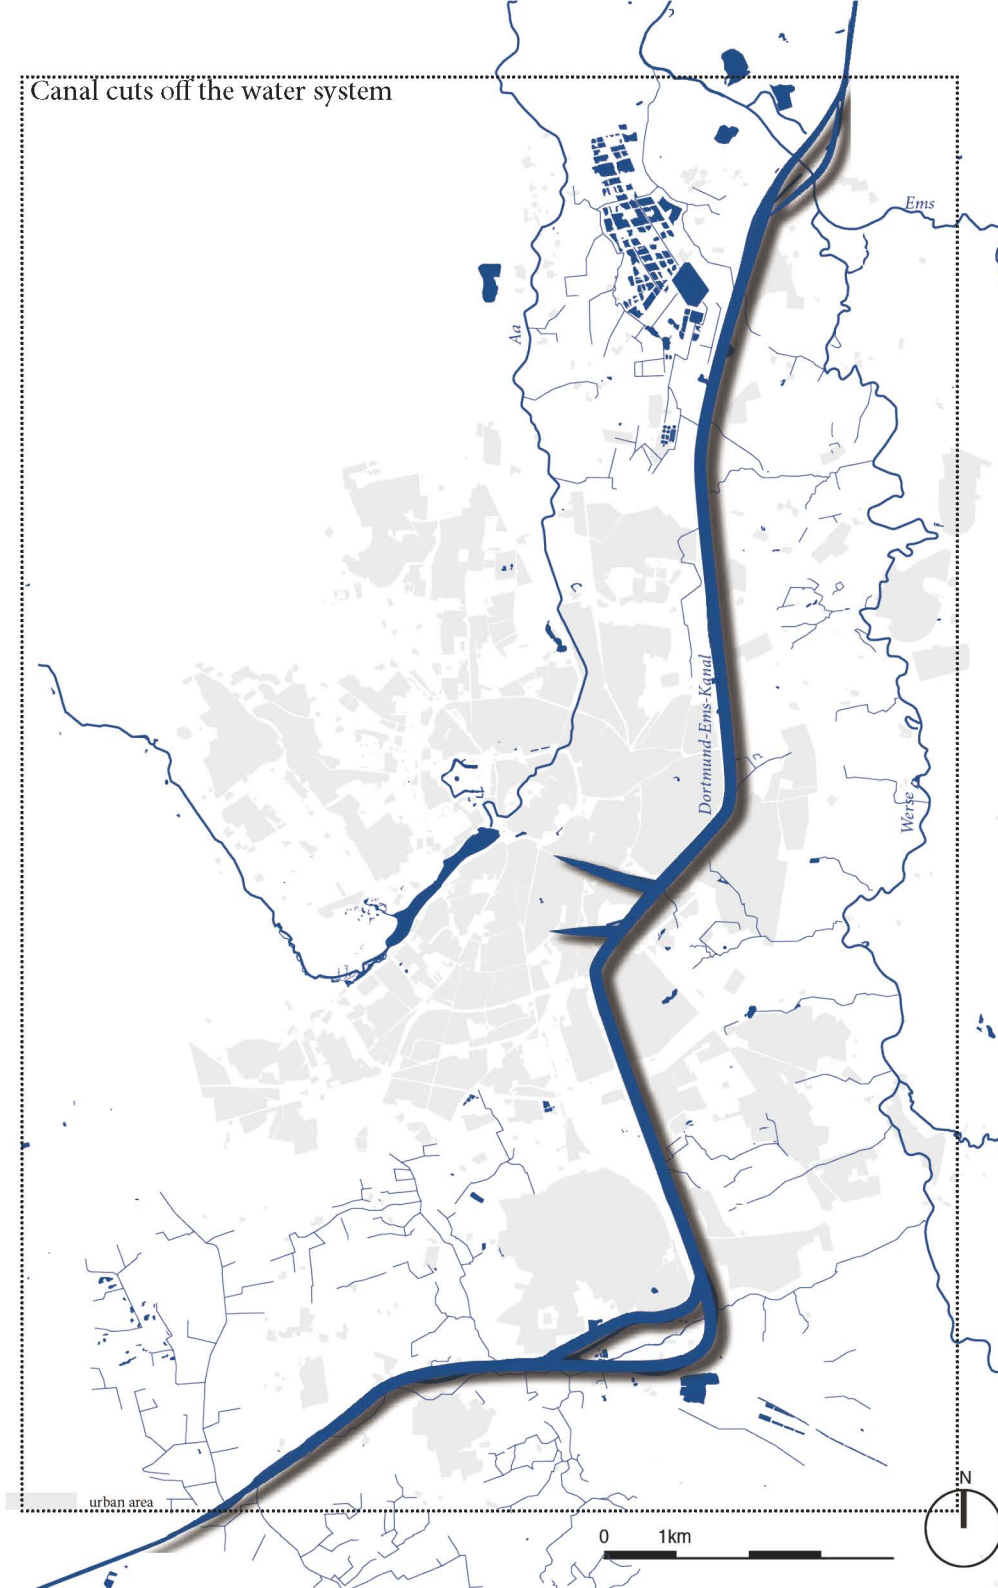 Canal cuts off the water system
Ems
Aa
Dortmund-Ems-Kanal
Werse
urban area
N
0 1km